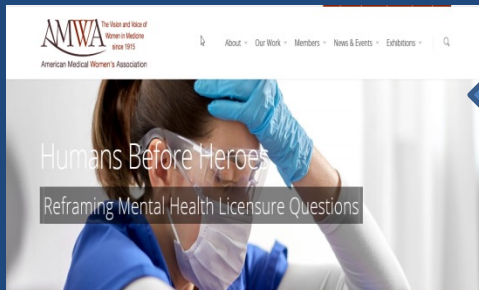 AMWA
The Vision and Voice of
Women in Medicine
since 1915
American Medical Women's Association
About Our Work Members News & Events Exhibitions
Humans Before Heroes
Reframing Mental Health Licensure Questions